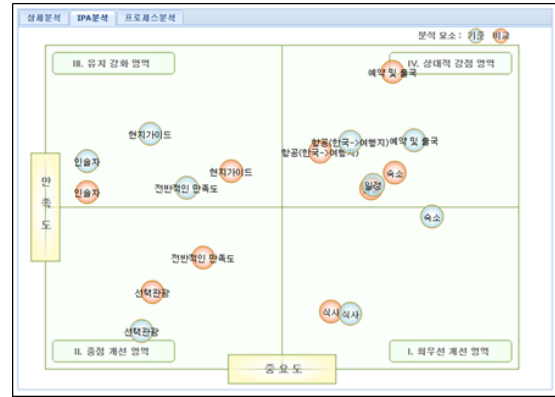 상세분석 IPA분석 프로세스분석
분석 요소 : 기준 비교
III. 유지 강화 영역
IV. 상대적 강점 영역
예약 및 출국
현지가이드
항공(한국->여행지)
예약 및 출국
항공(한국->여행지)
인솔자
현지가이드
숙소
인솔자
전반적인 만족도
일정
만족도
숙소
전반적인 만족도
선택관광
식사
식사
선택관광
II. 중점 개선 영역
I. 최우선 개선 영역
중요도